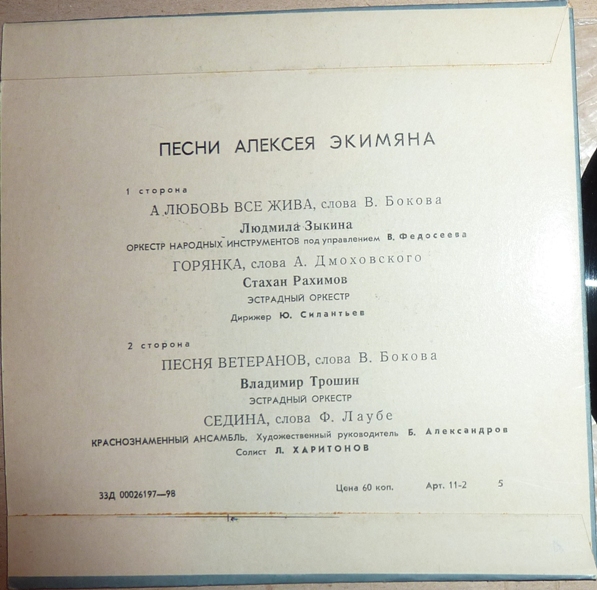 ПЕСНИ АЛЕКСЕЯ ЭКИМЯНА
1 сторона
А ЛЮБОВЬ ВСЕ ЖИВА, слова В. Бокова
Людмила Зыкина
ОРКЕСТР НАРОДНЫХ ИНСТРУМЕНТОВ под управлением В. Федосеева
ГОРЯНКА, слова А. Дмоховского
Стахан Рахимов
ЭСТРАДНЫЙ ОРКЕСТР
Дирижер Ю. Силантьев
2 сторона
ПЕСНЯ ВЕТЕРАНОВ, слова В. Бокова
Владимир Трошин
ЭСТРАДНЫЙ ОРКЕСТР
СЕДИНА, слова Ф. Лаубе
КРАСНОЗНАМЕННЫЙ АНСАМБЛЬ. Художественный руководитель Б. Александров
Солист Л. ХАРИТОНОВ
33Д 00026197—98 Цена 60 коп. Арт. 11-2 5